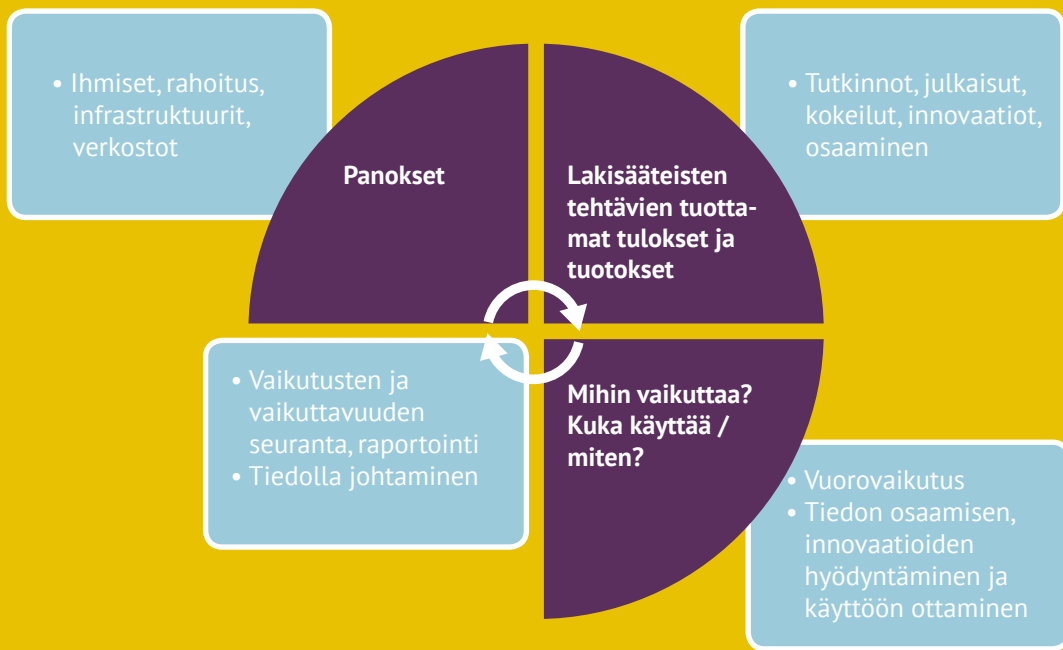 • Ihmiset, rahoitus,
infrastruktuurit,
verkostot
Panokset
Lakisääteisten
tehtävien tuotta-
mat tulokset ja
tuotokset
• Tutkinnot, julkaisut,
kokeilut, innovaatiot,
osaaminen
• Vaikutusten ja
vaikuttavuuden
seuranta, raportointi
• Tiedolla johtaminen
Mihin vaikuttaa?
Kuka käyttää /
miten?
• Vuorovaikutus
• Tiedon osaamisen,
innovaatioiden
hyödyntäminen ja
käyttöön ottaminen